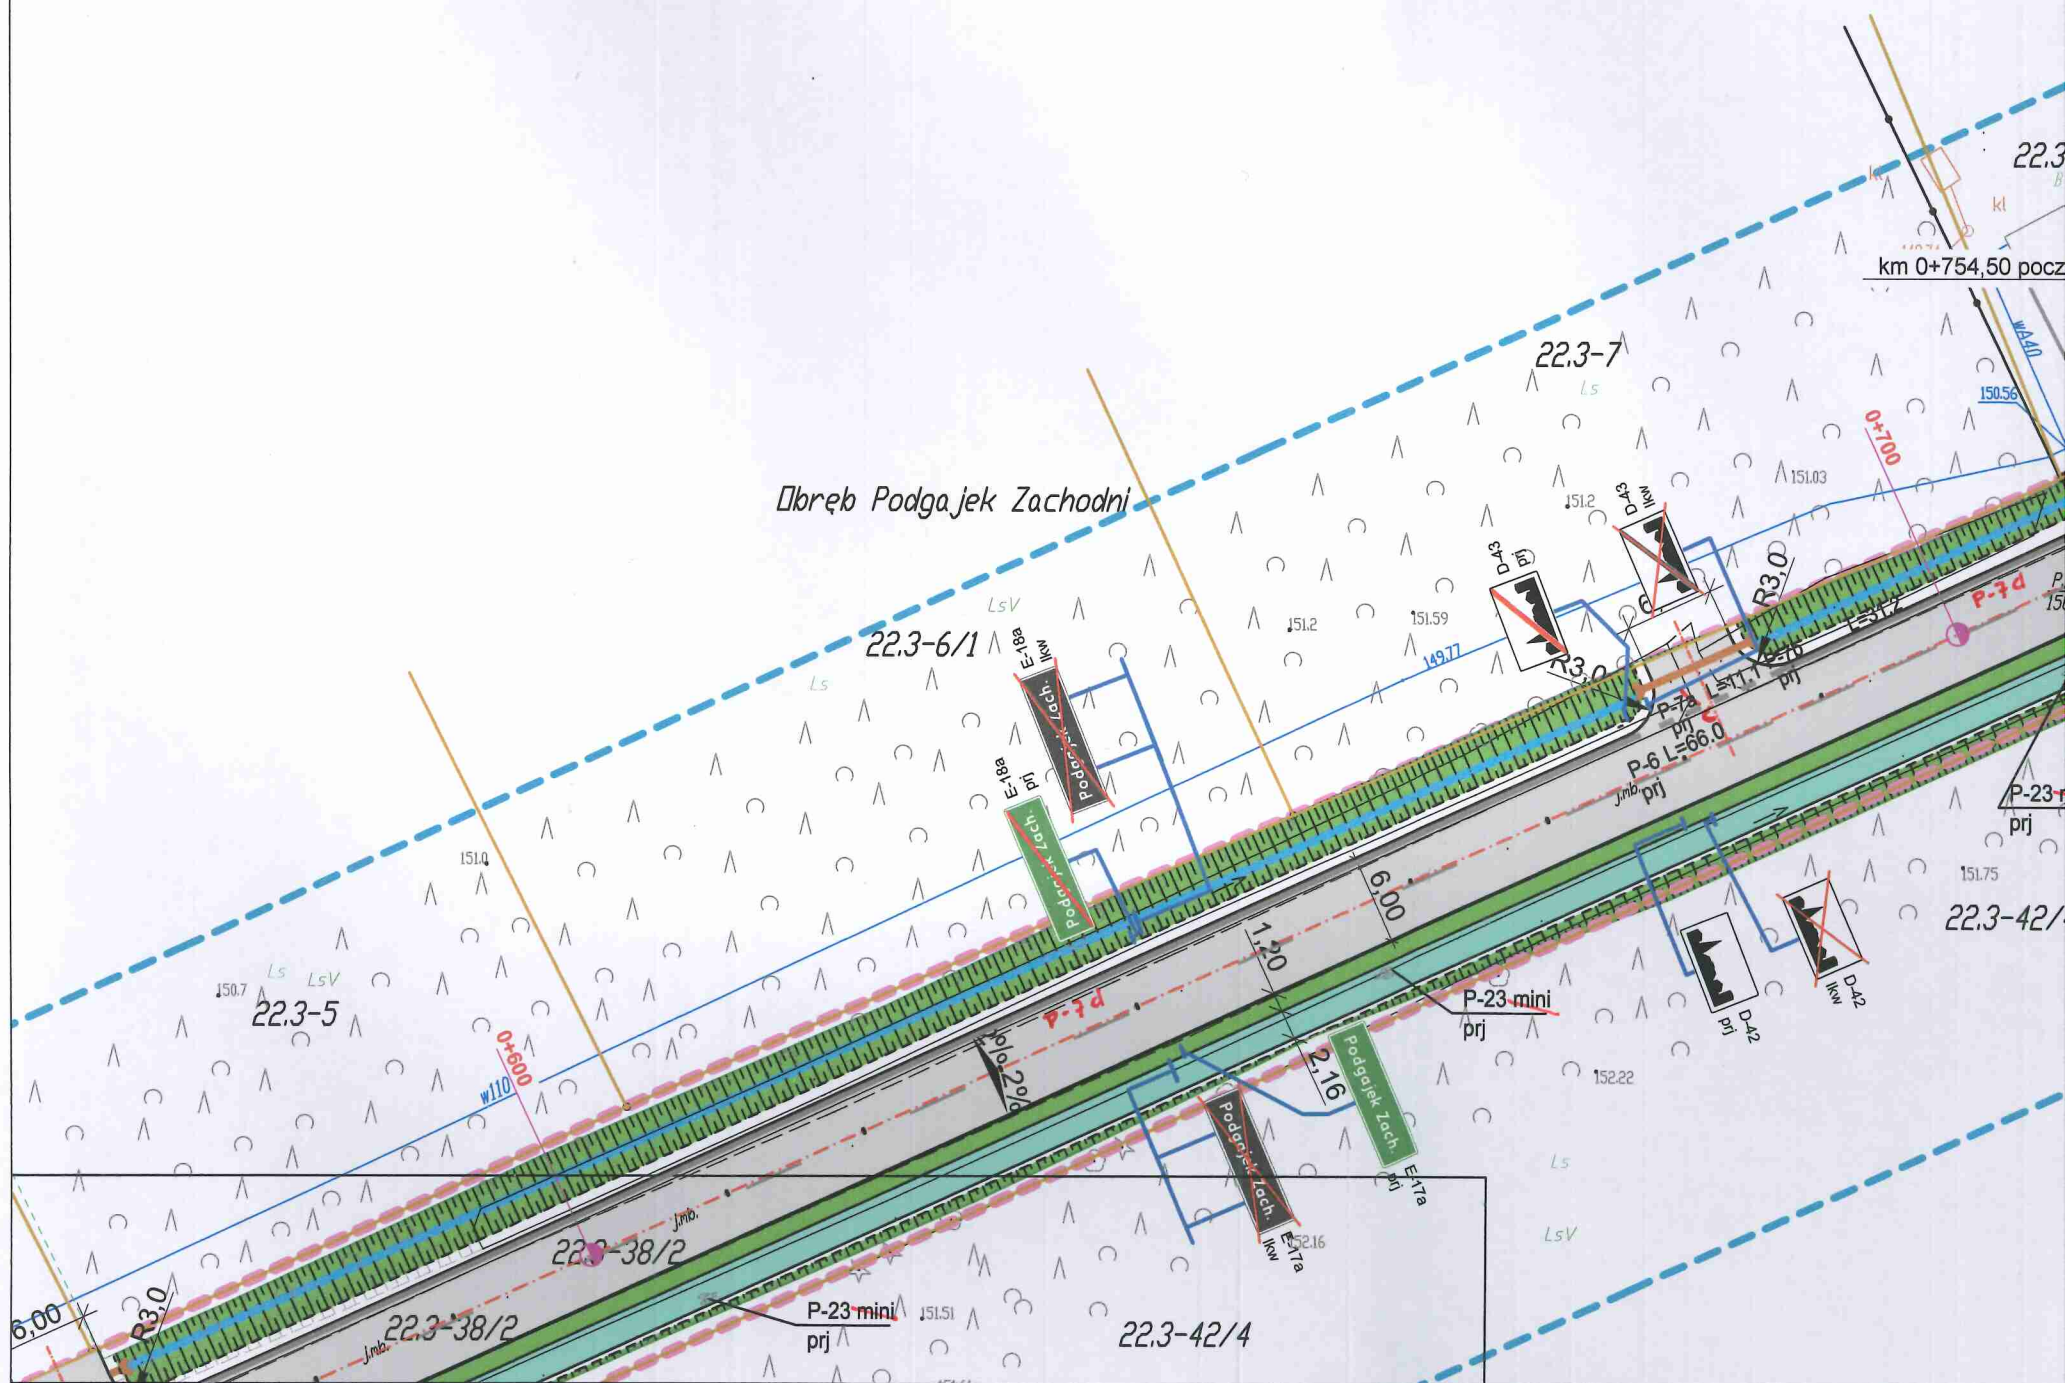 22.3
kl
km 0+754,50 pocz
wA40
22.3-7
Ls
150.56
0+700
151.03
Obręb Podgajek Zachodni
151.2
D-43
lkw
D-43
prj.
R3,0
P-7d
LsV
22.3-6/1
151.2
151.59
149.77
E-18a
lkw
Podgajek Zach.
Ls
R3,0
L=31.2
L=11.1
prj
P-7a
prj
P-6 L=66.0
prj
j.mb.
E-18a
prj.
Podgajek Zach.
P-23
prj
151.0
6,00
151.75
22.3-42/
1,20
150.7
Ls
LsV
22.3-5
P-23 mini
prj
D-42
prj
D-42
lkw
0+600
w110
2%
2,16
Podgajek Zach.
E-17a
prj
152.22
Podgajek Zach.
E-17a
lkw
152.16
Ls
LsV
j.mb.
22.3-38/2
6,00
R3,0
22.3-38/2
j.mb.
P-23 mini
prj
151.51
22.3-42/4